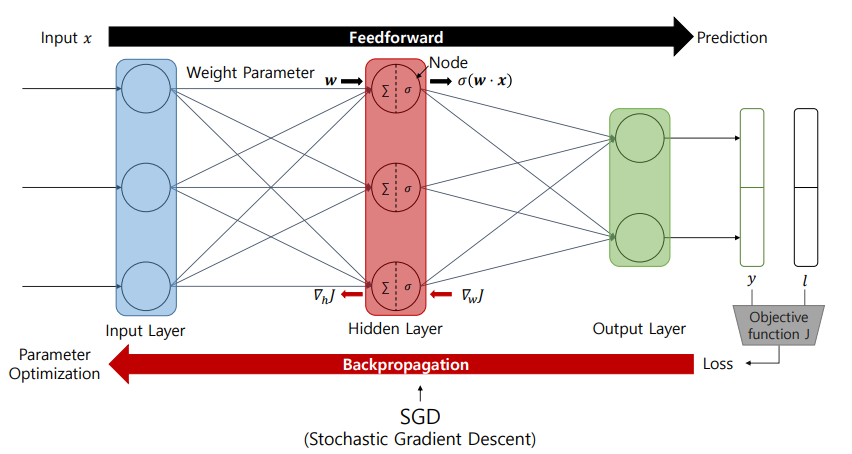 Input x
Feedforward
Prediction
Weight Parameter
w
Node
σ(w · x)
∑ σ
∑ σ
∑ σ
∇hJ
∇wJ
y
l
Input Layer
Hidden Layer
Output Layer
Objective
function J
Parameter
Optimization
Backpropagation
Loss
SGD
(Stochastic Gradient Descent)